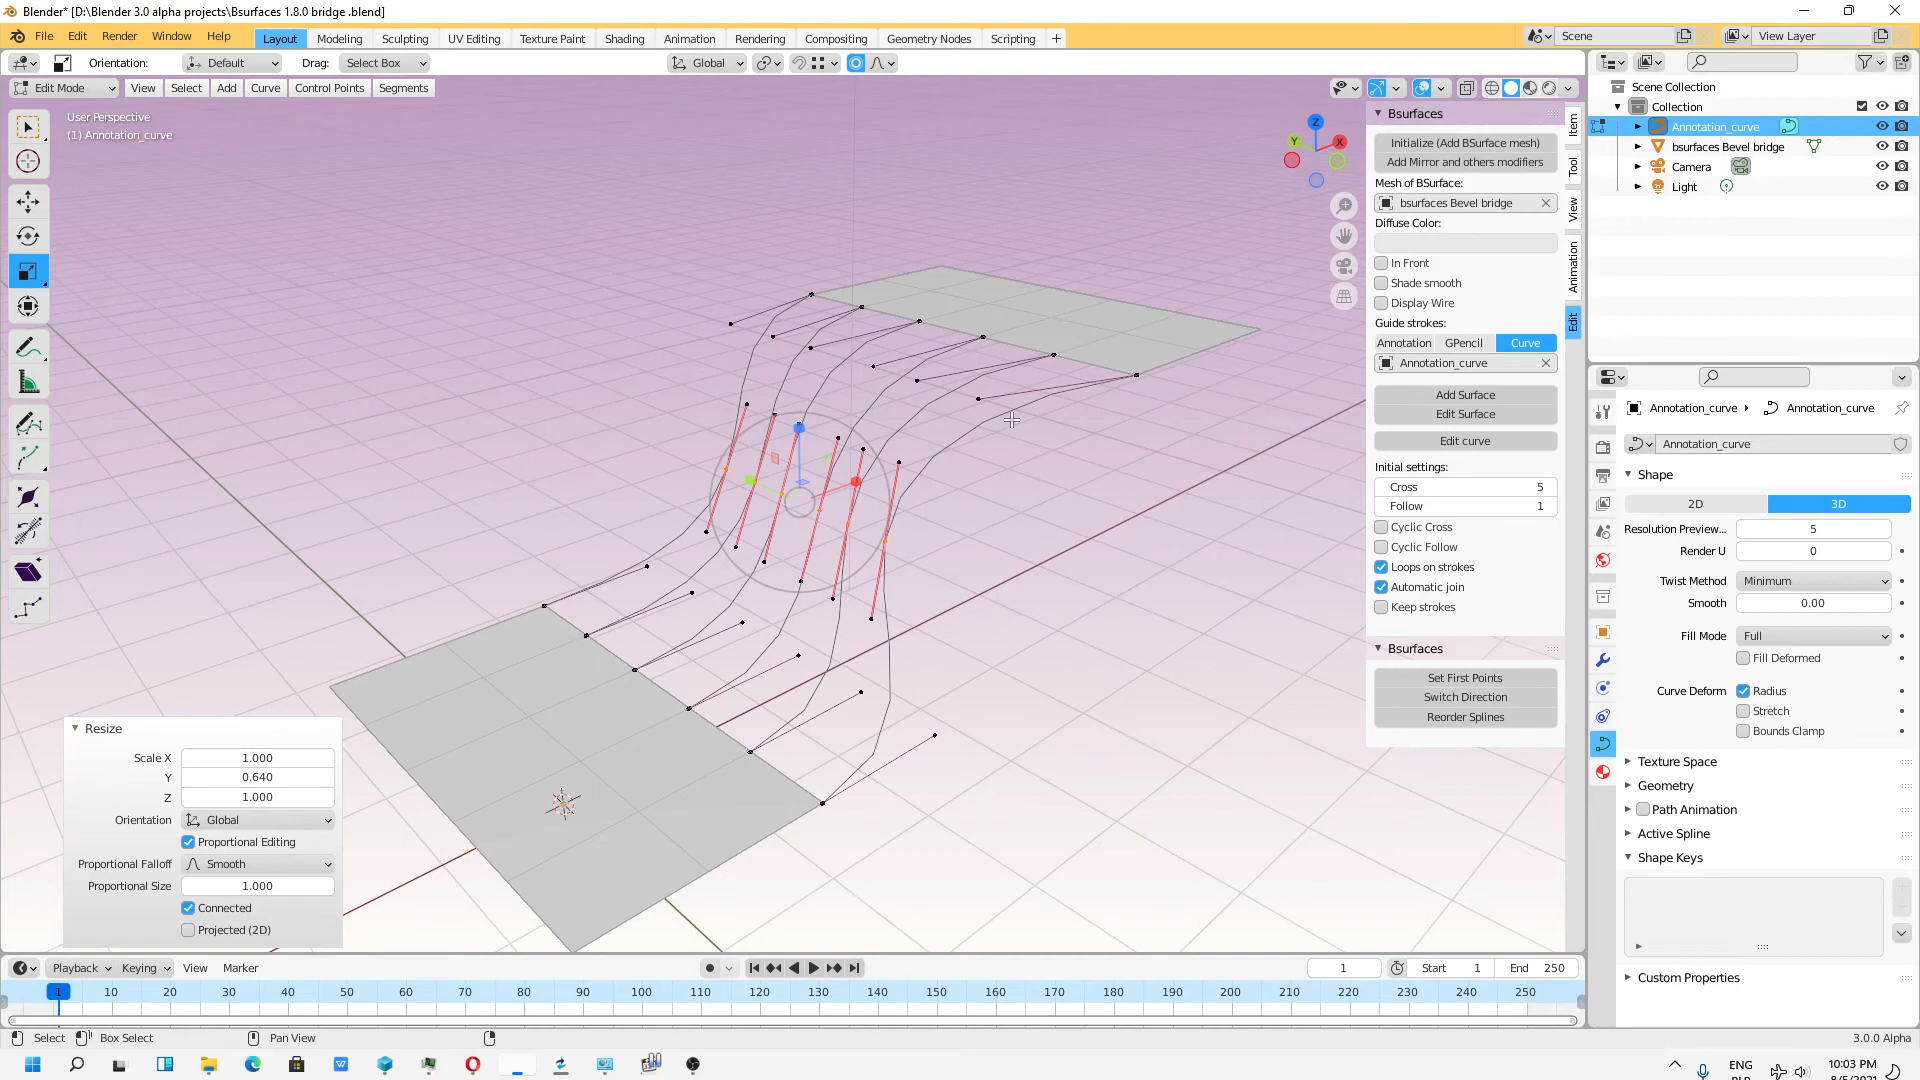 Blender* [D:\Blender 3.0 alpha projects\Bsurfaces 1.8.0 bridge .blend]
File Edit Render Window Help Layout Modeling Sculpting UV Editing Texture Paint Shading Animation Rendering Compositing Geometry Nodes Scripting + Scene View Layer
Orientation: Default Drag: Select Box Global
Edit Mode View Select Add Curve Control Points Segments
User Perspective
(1) Annotation_curve
Z
Y
X
Bsurfaces
Initialize (Add BSurface mesh)
Add Mirror and others modifiers
Mesh of BSurface:
bsurfaces Bevel bridge
Diffuse Color:
In Front
Shade smooth
Display Wire
Guide strokes:
Annotation GPencil Curve
Annotation_curve
Add Surface
Edit Surface
Edit curve
Initial settings:
Cross 5
Follow 1
Cyclic Cross
Cyclic Follow
Loops on strokes
Automatic join
Keep strokes
Bsurfaces
Set First Points
Switch Direction
Reorder Splines
Item
Tool
View
Animation
Edit
Scene Collection
Collection
Annotation_curve
bsurfaces Bevel bridge
Camera
Light
Annotation_curve Annotation_curve
Annotation_curve
Shape
2D 3D
Resolution Preview... 5
Render U 0
Twist Method Minimum
Smooth 0.00
Fill Mode Full
Fill Deformed
Curve Deform Radius
Stretch
Bounds Clamp
Texture Space
Geometry
Path Animation
Active Spline
Shape Keys
Custom Properties
Resize
Scale X 1.000
Y 0.640
Z 1.000
Orientation Global
Proportional Editing
Proportional Falloff Smooth
Proportional Size 1.000
Connected
Projected (2D)
Playback Keying View Marker 1 Start 1 End 250
1 10 20 30 40 50 60 70 80 90 100 110 120 130 140 150 160 170 180 190 200 210 220 230 240 250
Select Box Select Pan View 3.0.0 Alpha
ENG 10:03 PM